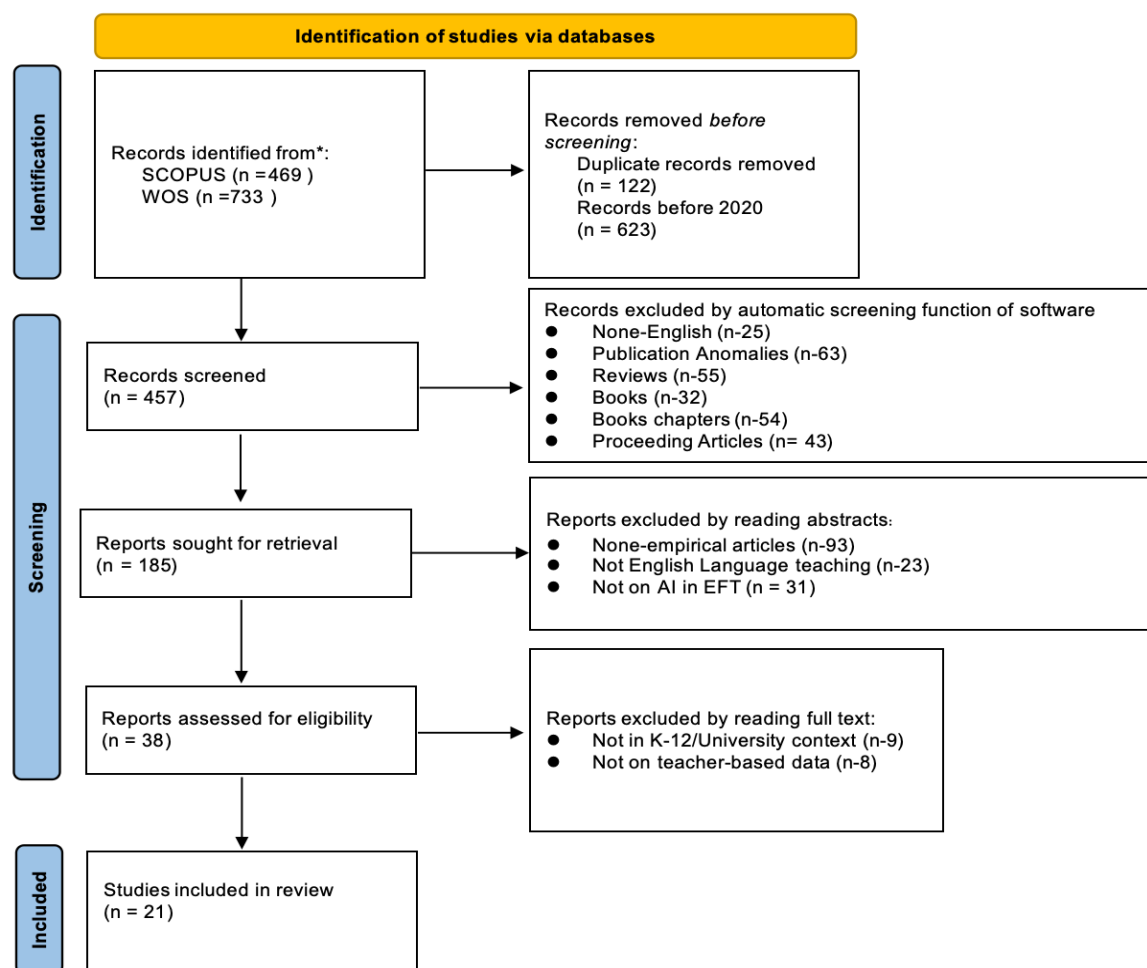 Identification of studies via databases
Identification
Records identified from*:
SCOPUS (n =469 )
WOS (n =733 )
Records removed before
screening:
Duplicate records removed
(n = 122)
Records before 2020
(n = 623)
Screening
Records screened
(n = 457)
Records excluded by automatic screening function of software
● None-English (n-25)
● Publication Anomalies (n-63)
● Reviews (n-55)
● Books (n-32)
● Books chapters (n-54)
● Proceeding Articles (n= 43)
Reports sought for retrieval
(n = 185)
Reports excluded by reading abstracts:
● None-empirical articles (n-93)
● Not English Language teaching (n-23)
● Not on AI in EFT (n = 31)
Reports assessed for eligibility
(n = 38)
Reports excluded by reading full text:
● Not in K-12/University context (n-9)
● Not on teacher-based data (n-8)
Included
Studies included in review
(n = 21)